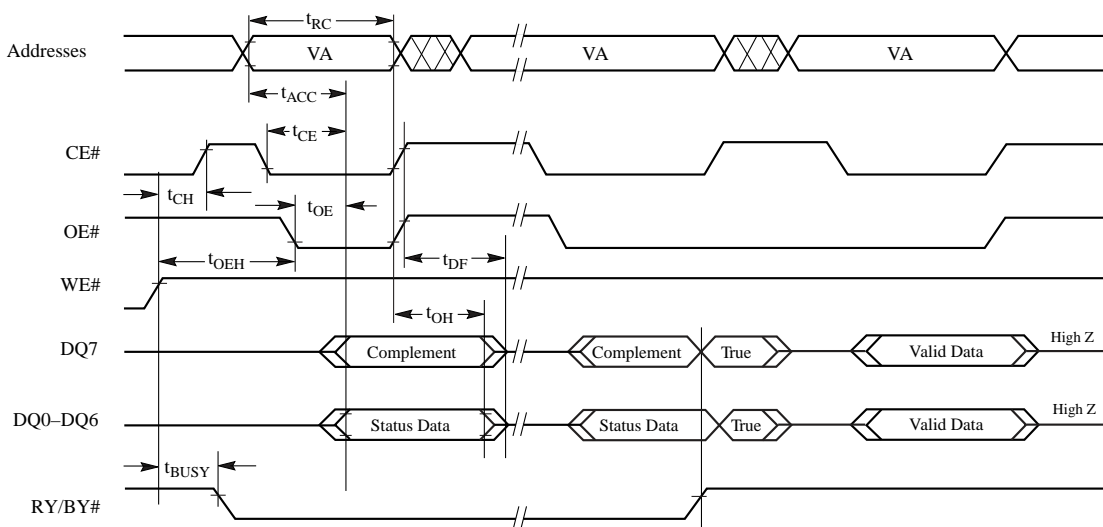 tRC
Addresses VA VA VA
tACC
tCE
CE#
tCH tOE
OE#
tOEH tDF
WE#
tOH
DQ7 Complement Complement True Valid Data High Z
DQ0–DQ6 Status Data Status Data True Valid Data High Z
tBUSY
RY/BY#